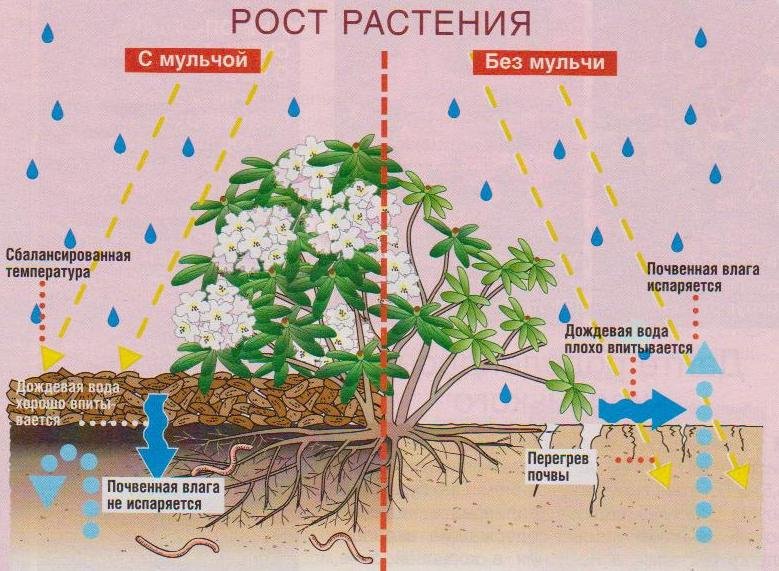 РОСТ РАСТЕНИЯ
С мульчой
Без мульчи
Сбалансированная
температура
Дождевая вода
хорошо впиты-
вается
Почвенная влага
не испаряется
Почвенная влага
испаряется
Дождевая вода
плохо впитывается
Перегрев
почвы